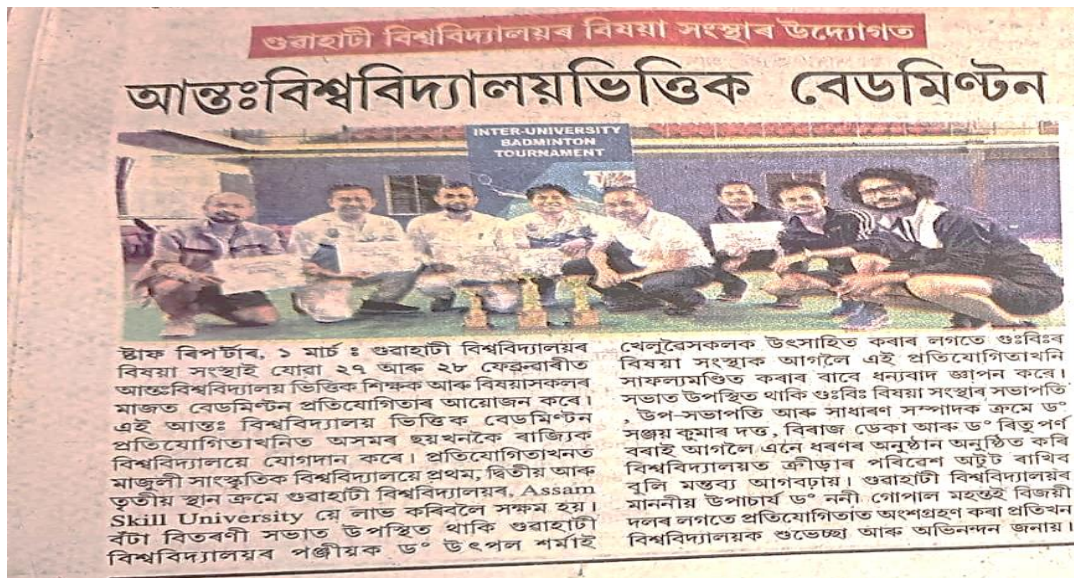 গুৱাহাটী বিশ্ববিদ্যালয়ৰ বিষয়া সংস্থাৰ উদ্যোগত
আন্তঃবিশ্ববিদ্যালয়ভিত্তিক বেডমিণ্টন
INTER-UNIVERSITY
BADMINTON
TOURNAMENT
ষ্টাফ ৰিপৰ্টাৰ, ১ মাৰ্চ : গুৱাহাটী বিশ্ববিদ্যালয়ৰ
বিষয়া সংস্থাই যোৱা ২৭ আৰু ২৮ ফেব্ৰুৱাৰীত
আন্তঃবিশ্ববিদ্যালয় ভিত্তিক শিক্ষক আৰু বিষয়াসকলৰ
মাজত বেডমিণ্টন প্ৰতিযোগিতাৰ আয়োজন কৰে।
এই আন্তঃ বিশ্ববিদ্যালয় ভিত্তিক বেডমিণ্টন
প্ৰতিযোগিতাখনিত অসমৰ ছয়খনকৈ ৰাজ্যিক
বিশ্ববিদ্যালয়ে যোগদান কৰে। প্ৰতিযোগিতাখনত
মাজুলী সাংস্কৃতিক বিশ্ববিদ্যালয়ে প্ৰথম, দ্বিতীয় আৰু
তৃতীয় স্থান ক্ৰমে গুৱাহাটী বিশ্ববিদ্যালয়ৰ, Assam
Skill University য়ে লাভ কৰিবলৈ সক্ষম হয়।
বঁটা বিতৰণী সভাত উপস্থিত থাকি গুৱাহাটী
বিশ্ববিদ্যালয়ৰ পঞ্জীয়ক ড° উৎপল শৰ্মাই
খেলুৱৈসকলক উৎসাহিত কৰাৰ লগতে গুঃবিঃৰ
বিষয়া সংস্থাক আগলৈ এই প্ৰতিযোগিতাখনি
সাফল্যমণ্ডিত কৰাৰ বাবে ধন্যবাদ জ্ঞাপন কৰে।
সভাত উপস্থিত থাকি গুঃবিঃ বিষয়া সংস্থাৰ সভাপতি
, উপ-সভাপতি আৰু সাধাৰণ সম্পাদক ক্ৰমে ড°
সঞ্জয় কুমাৰ দত্ত, বিৰাজ ডেকা আৰু ড° ৰিতু পৰ্ণ
বৰাই আগলৈ এনে ধৰণৰ অনুষ্ঠান অনুষ্ঠিত কৰি
বিশ্ববিদ্যালয়ত ক্ৰীড়াৰ পৰিবেশ অটুট ৰাখিব
বুলি মন্তব্য আগবঢ়ায়। গুৱাহাটী বিশ্ববিদ্যালয়ৰ
মাননীয় উপাচাৰ্য ড° ননী গোপাল মহন্তই বিজয়ী
দলৰ লগতে প্ৰতিযোগিতাত অংশগ্ৰহণ কৰা প্ৰতিখন
বিশ্ববিদ্যালয়ক শুভেচ্ছা আৰু অভিনন্দন জনায়।